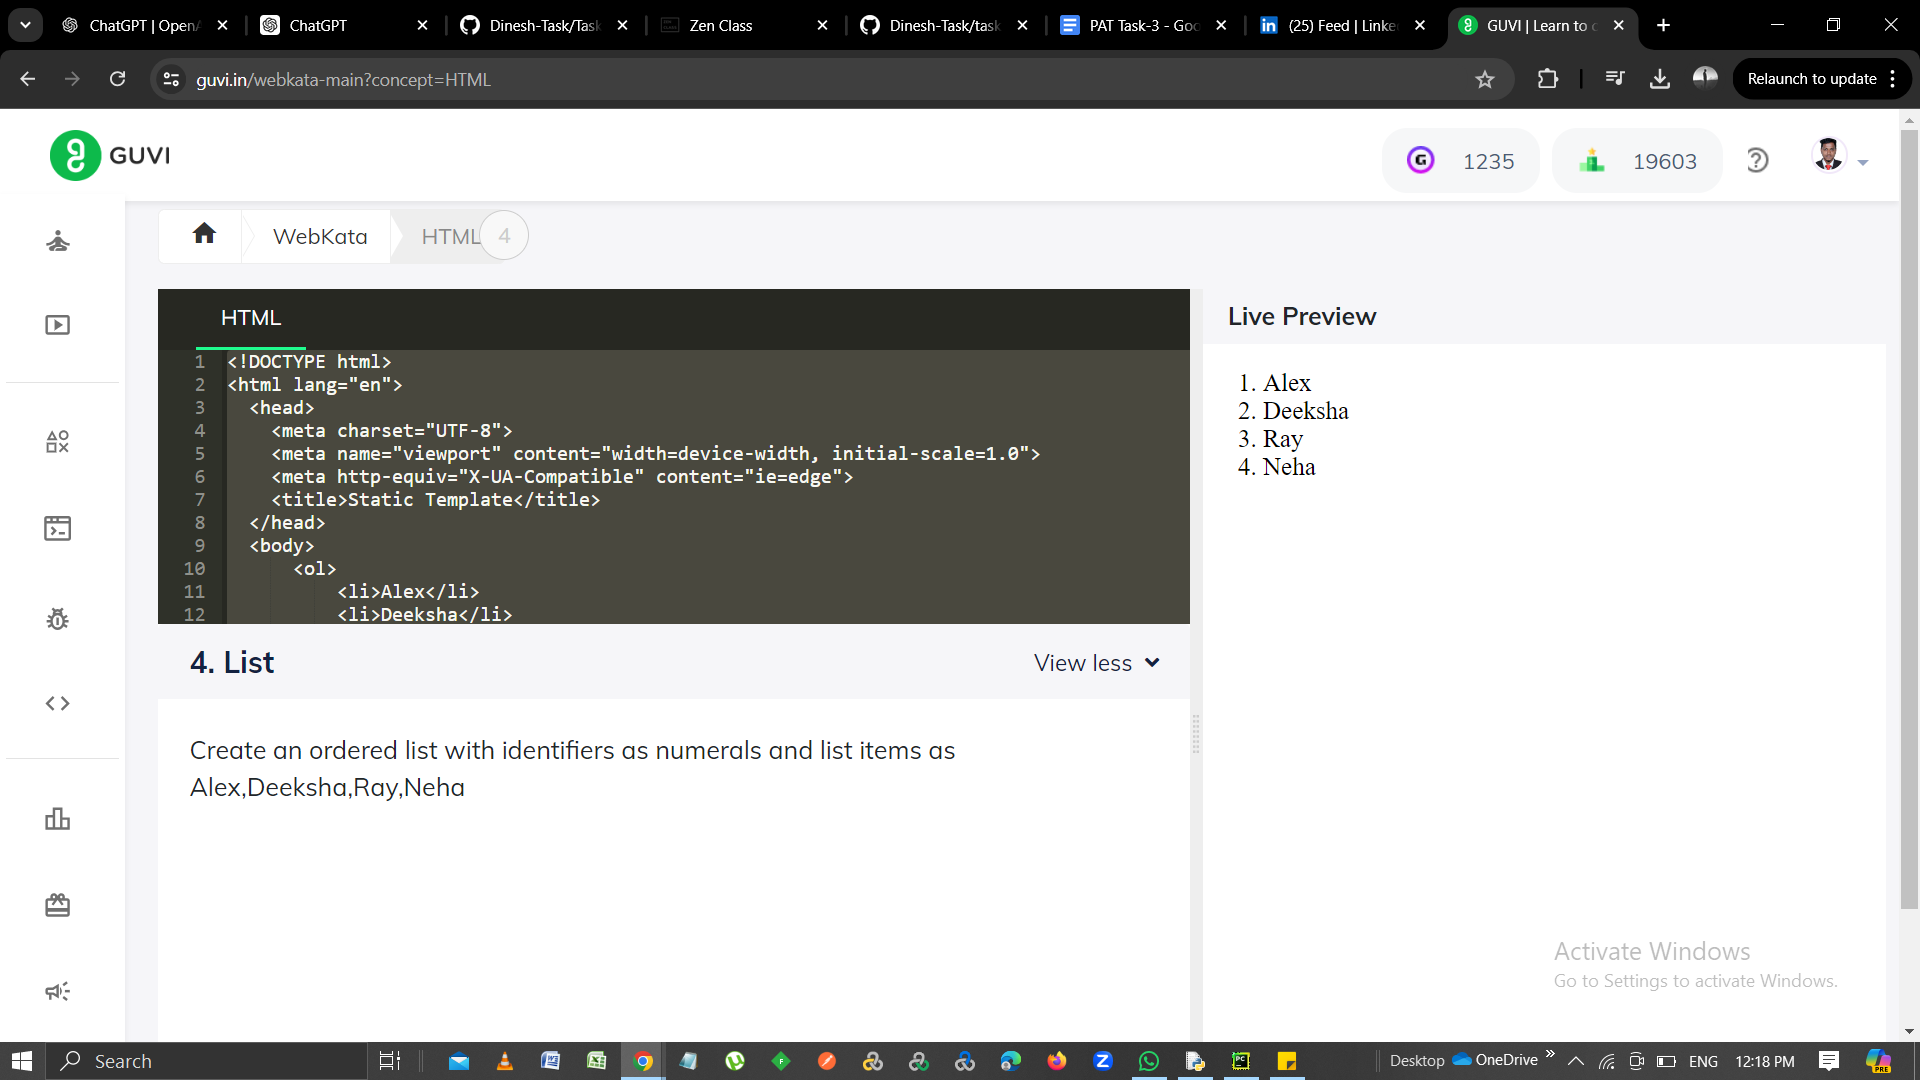 ChatGPT | OpenA
ChatGPT
Dinesh-Task/Task
Zen Class
Dinesh-Task/task
PAT Task-3 - Goo
(25) Feed | Linke
GUVI | Learn to c
guvi.in/webkata-main?concept=HTML
Relaunch to update
GUVI
1235
19603
WebKata
HTML
4
HTML
1 <!DOCTYPE html>
2 <html lang="en">
3 <head>
4 <meta charset="UTF-8">
5 <meta name="viewport" content="width=device-width, initial-scale=1.0">
6 <meta http-equiv="X-UA-Compatible" content="ie=edge">
7 <title>Static Template</title>
8 </head>
9 <body>
10 <ol>
11 <li>Alex</li>
12 <li>Deeksha</li>
4. List
View less
Create an ordered list with identifiers as numerals and list items as
Alex,Deeksha,Ray,Neha
Live Preview
1. Alex
2. Deeksha
3. Ray
4. Neha
Activate Windows
Go to Settings to activate Windows.
Search
Desktop
OneDrive
ENG
12:18 PM